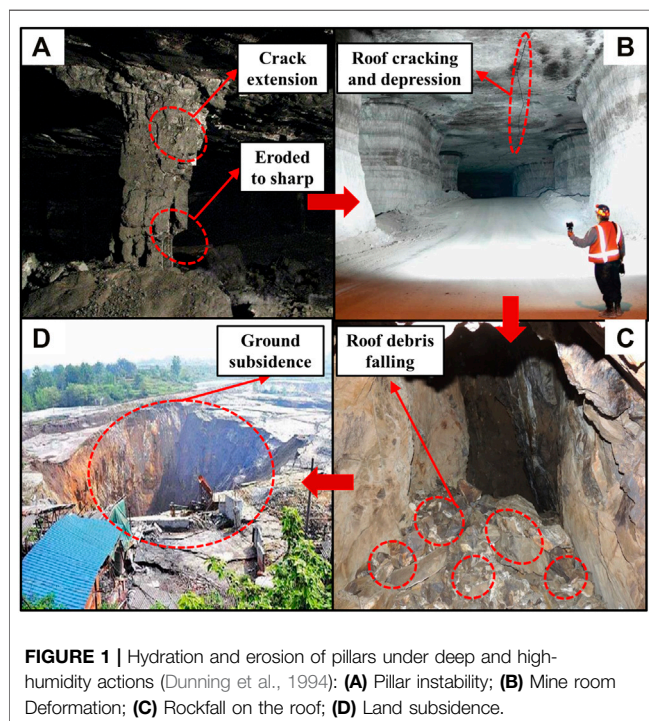 A
Crack
extension
Eroded
to sharp
B
Roof cracking
and depression
D
Ground
subsidence
C
Roof debris
falling
FIGURE 1 | Hydration and erosion of pillars under deep and high-
humidity actions (Dunning et al., 1994): (A) Pillar instability; (B) Mine room
Deformation; (C) Rockfall on the roof; (D) Land subsidence.